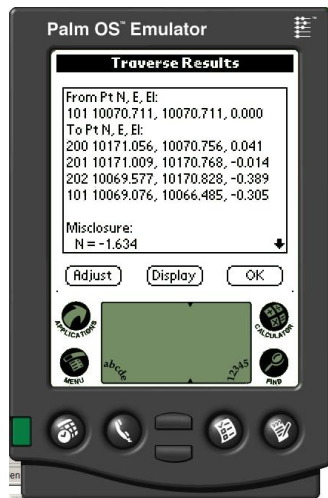 Palm OS™ Emulator
Traverse Results
From Pt N, E, El:
101 10070.711, 10070.711, 0.000
To Pt N, E, El:
200 10171.056, 10070.756, 0.041
201 10171.009, 10170.768, -0.014
202 10069.577, 10170.828, -0.389
101 10069.076, 10066.485, -0.305
Misclosure:
N = -1.634
Adjust
Display
OK
APPLICATIONS
CALCULATOR
MENU
abcde
12345
FIND
en